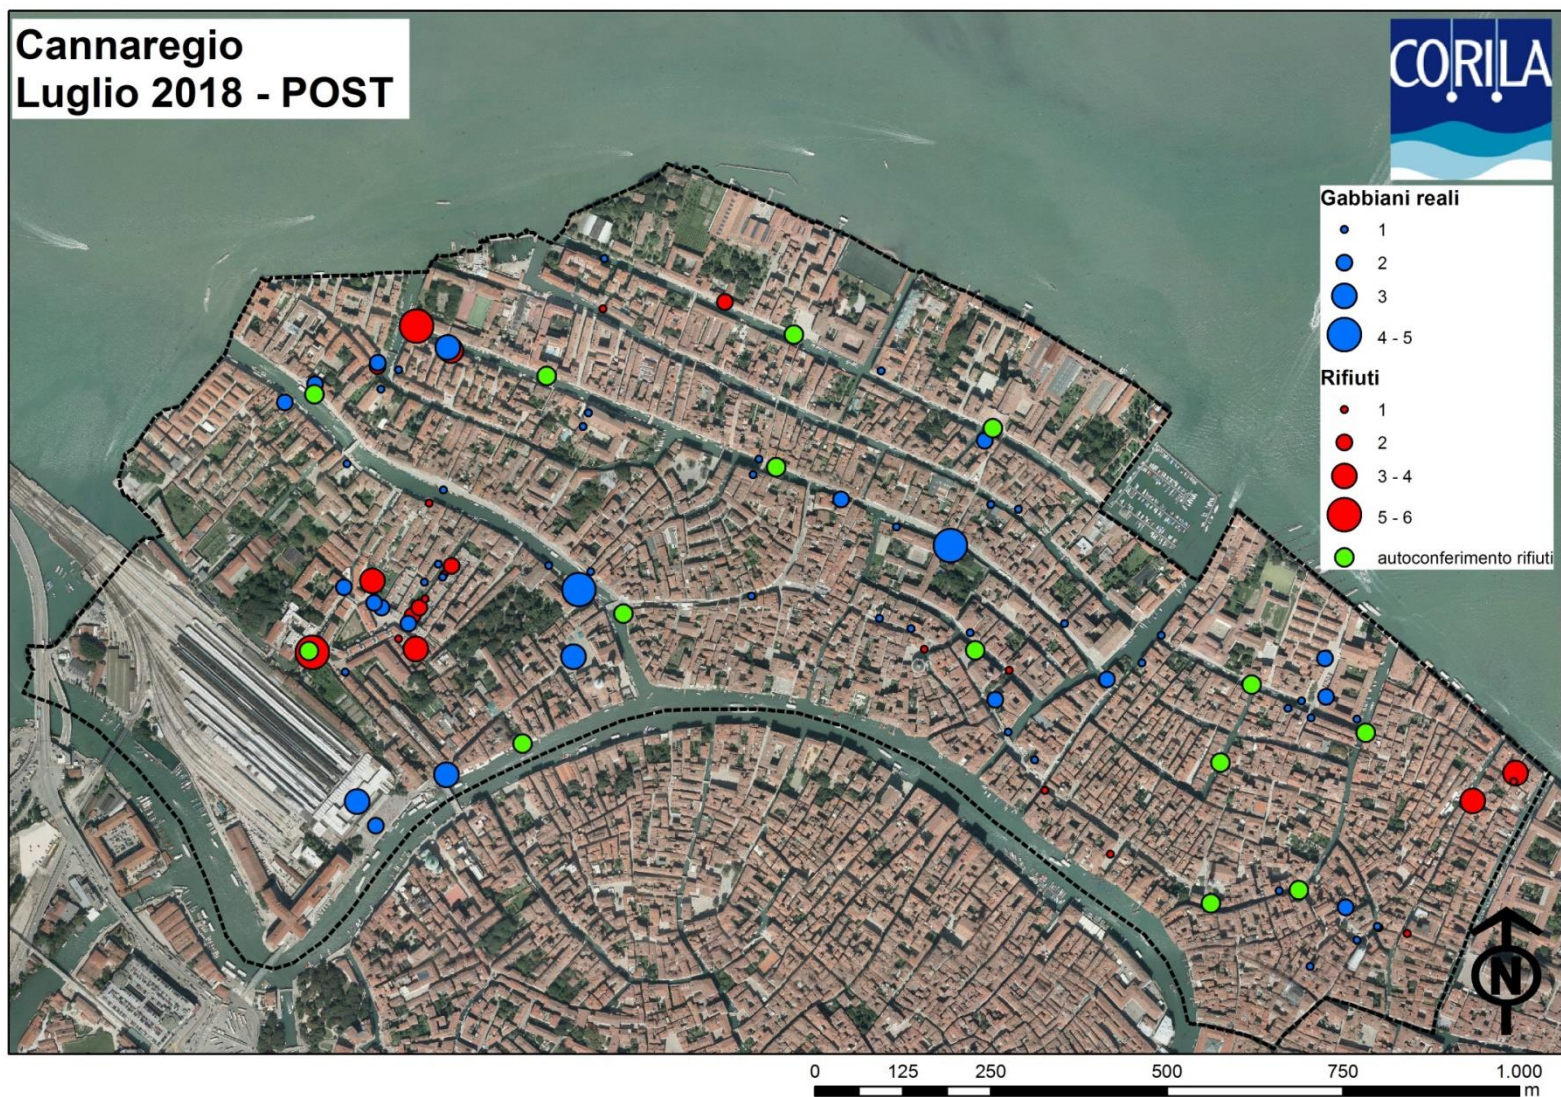 Cannaregio
Luglio 2018 - POST
CORILA
Gabbiani reali
1
2
3
4 - 5
Rifiuti
1
2
3 - 4
5 - 6
autoconferimento rifiuti
N
0 125 250 500 750 1.000
m